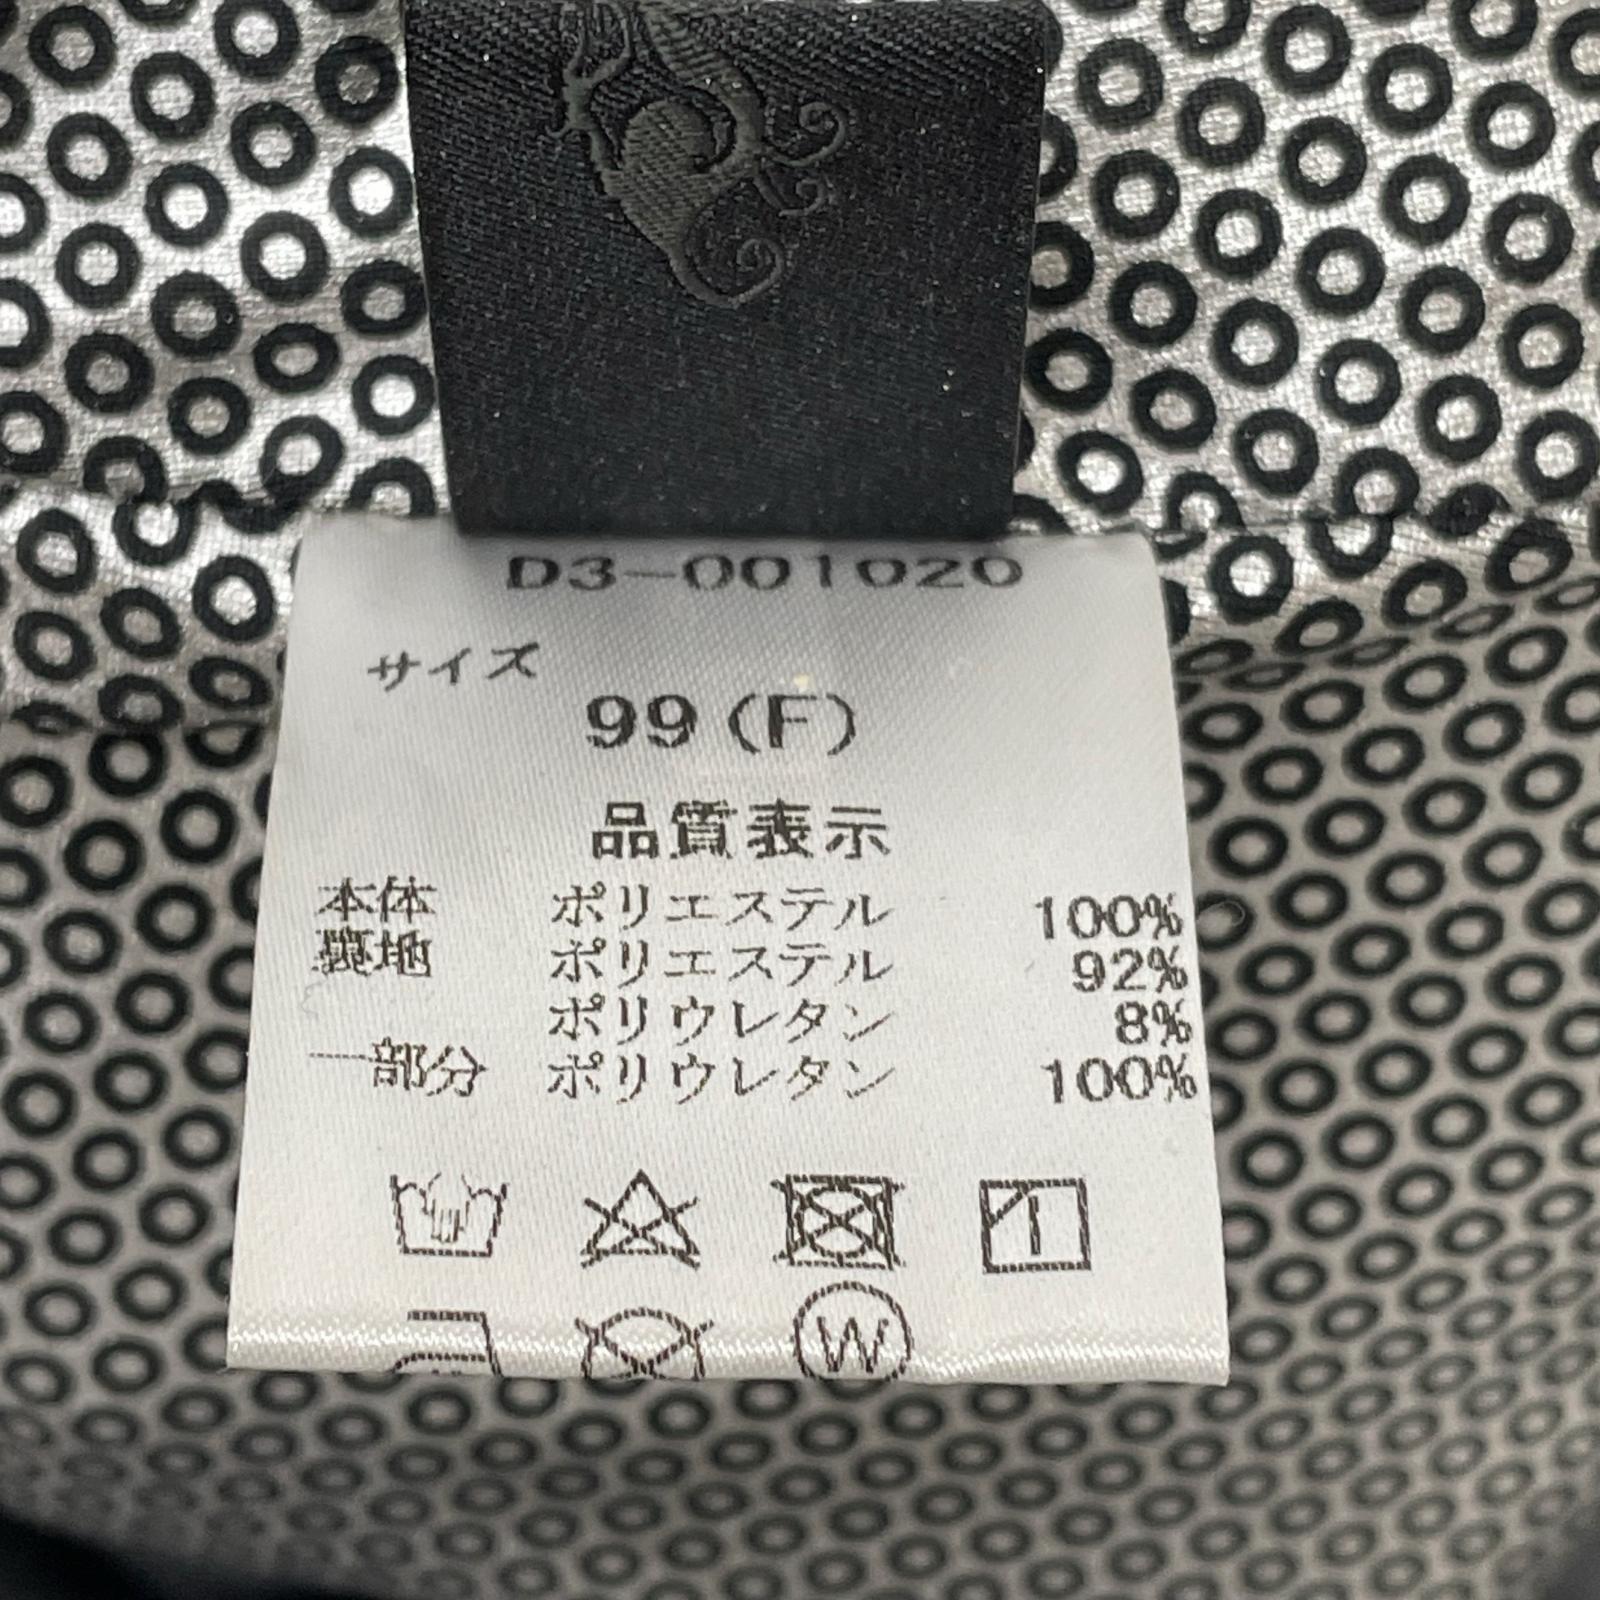 D3-001020
サイズ
99(F)
品質表示
本体 ポリエステル 100%
裏地 ポリエステル 92%
ポリウレタン 8%
一部分 ポリウレタン 100%
W